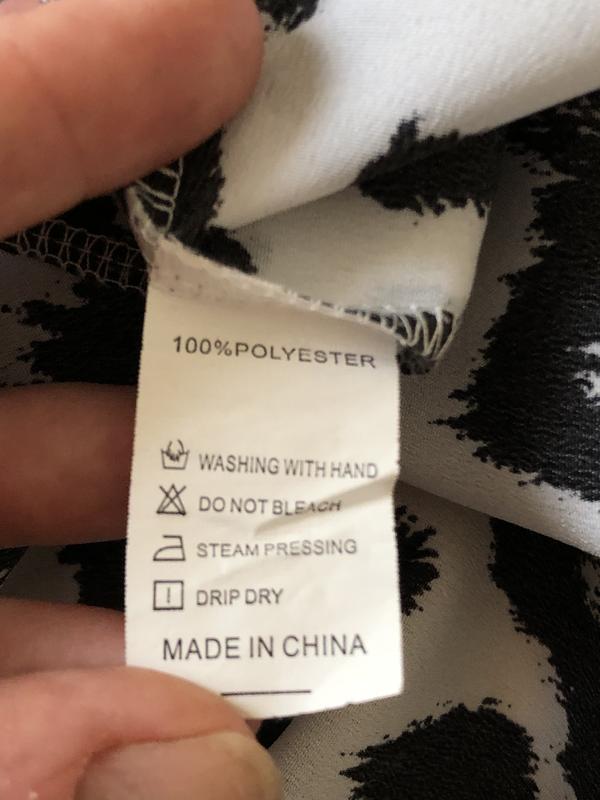 100%POLYESTER
WASHING WITH HAND
DO NOT BLEACH
STEAM PRESSING
DRIP DRY
MADE IN CHINA